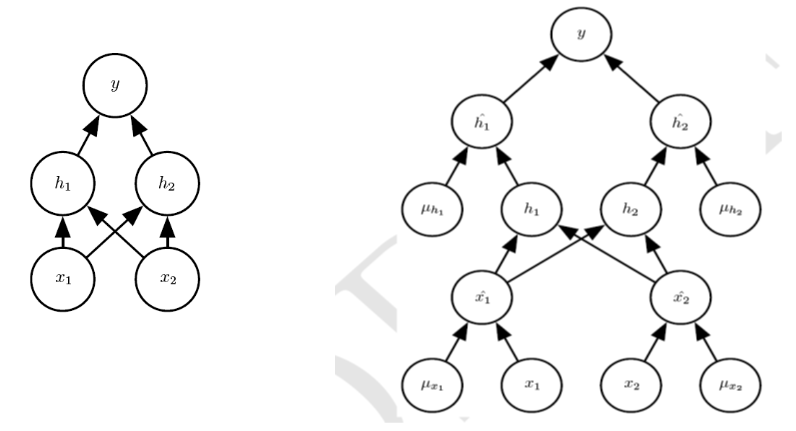 y
h₁ h₂
x₁ x₂
y
ĥ₁ ĥ₂
μ_{h₁} h₁ h₂ μ_{h₂}
x̂₁ x̂₂
μ_{x₁} x₁ x₂ μ_{x₂}